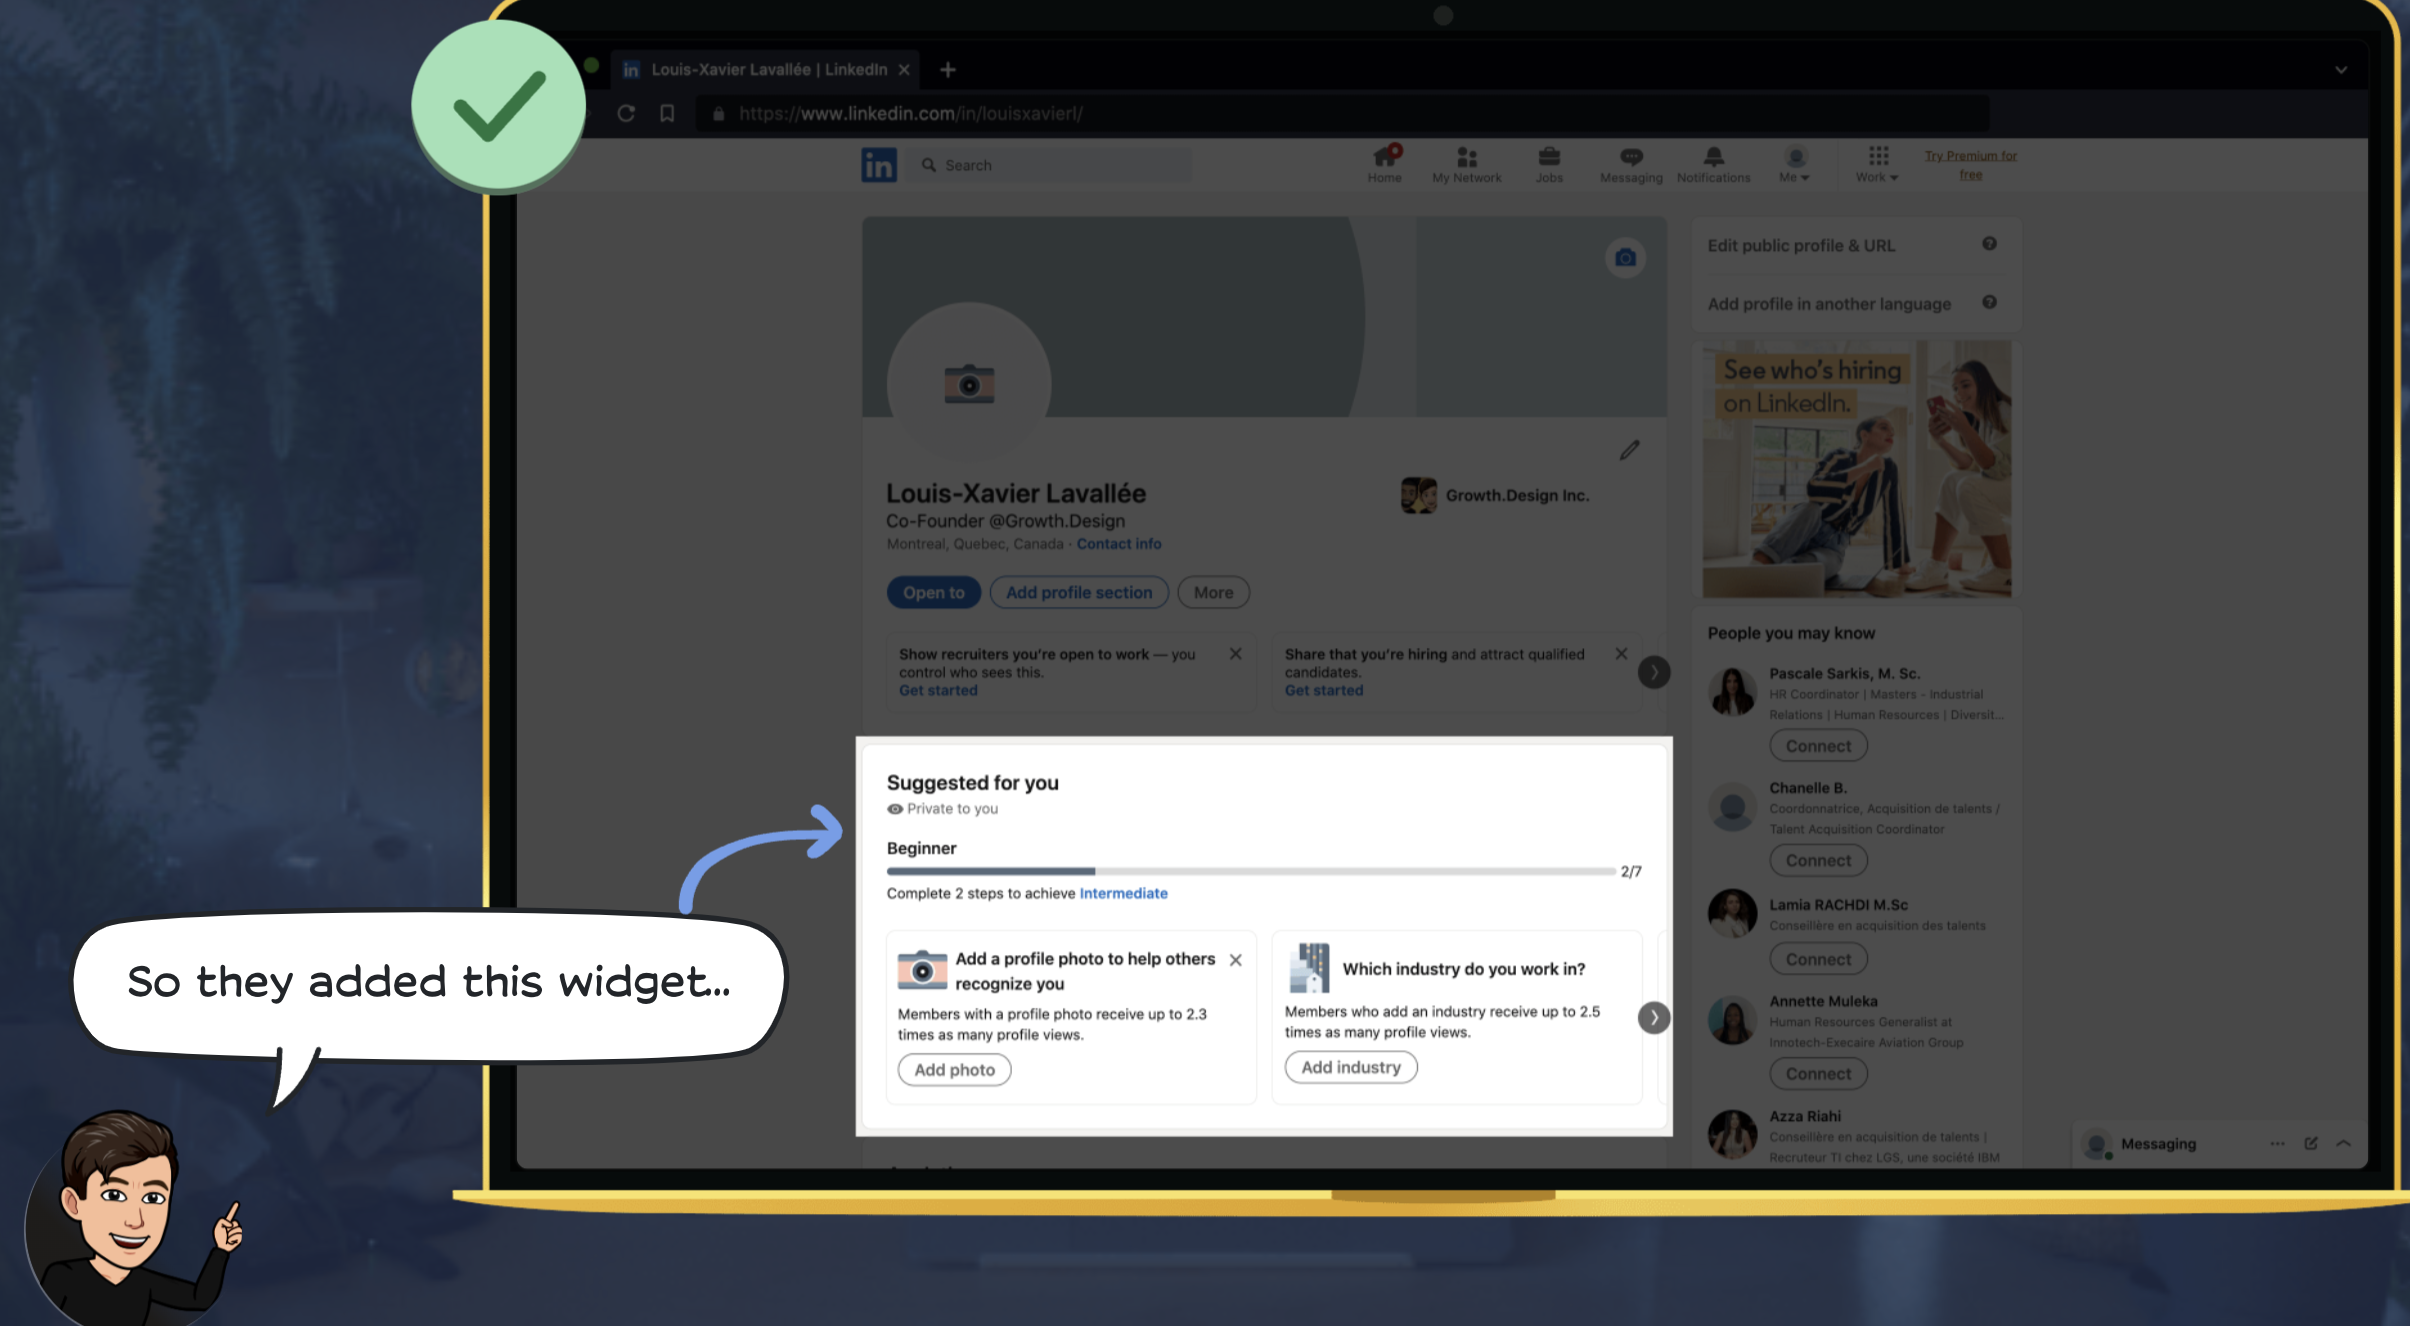 Louis-Xavier Lavallée | LinkedIn
https://www.linkedin.com/in/louisxavierl/
in
Search
Home
My Network
Jobs
Messaging
Notifications
Me
Work
Try Premium for
free
Edit public profile & URL
Add profile in another language
See who's hiring
on LinkedIn.
Louis-Xavier Lavallée
Growth.Design Inc.
Co-Founder @Growth.Design
Montreal, Quebec, Canada · Contact info
Open to
Add profile section
More
Show recruiters you're open to work — you
control who sees this.
Get started
Share that you're hiring and attract qualified
candidates.
Get started
People you may know
Pascale Sarkis, M. Sc.
HR Coordinator | Masters - Industrial
Relations | Human Resources | Diversit...
Connect
Chanelle B.
Coordonnatrice, Acquisition de talents /
Talent Acquisition Coordinator
Connect
Lamia RACHDI M.Sc
Conseillère en acquisition des talents
Connect
Annette Muleka
Human Resources Generalist at
Innotech-Execaire Aviation Group
Connect
Azza Riahi
Conseillère en acquisition de talents |
Recruteur TI chez LGS, une société IBM
Suggested for you
Private to you
Beginner
2/7
Complete 2 steps to achieve Intermediate
Add a profile photo to help others
recognize you
Members with a profile photo receive up to 2.3
times as many profile views.
Add photo
Which industry do you work in?
Members who add an industry receive up to 2.5
times as many profile views.
Add industry
Messaging
So they added this widget...